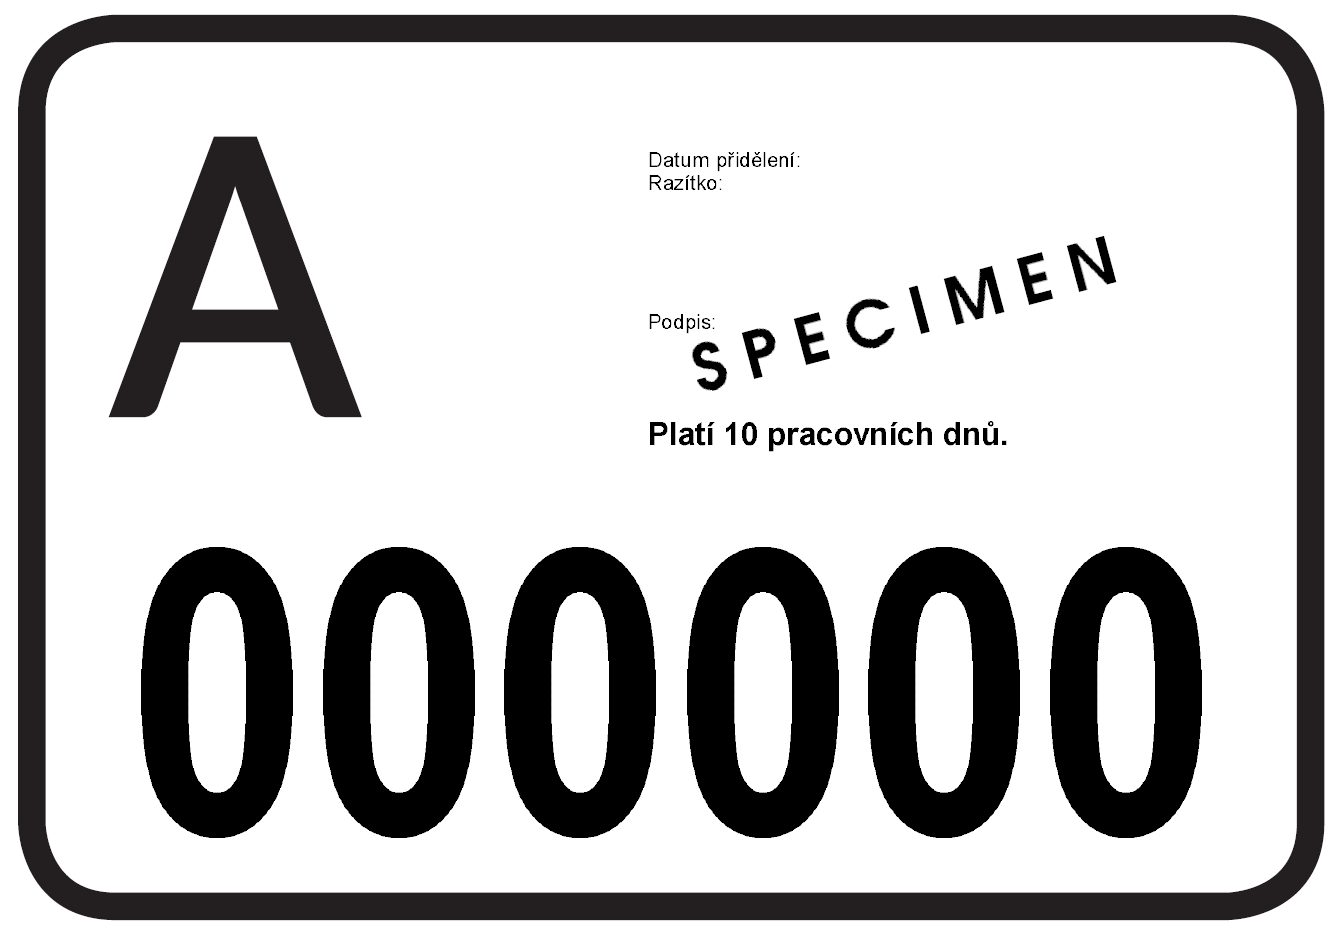 A
Datum přidělení:
Razítko:
Podpis:
SPECIMEN
Platí 10 pracovních dnů.
000000